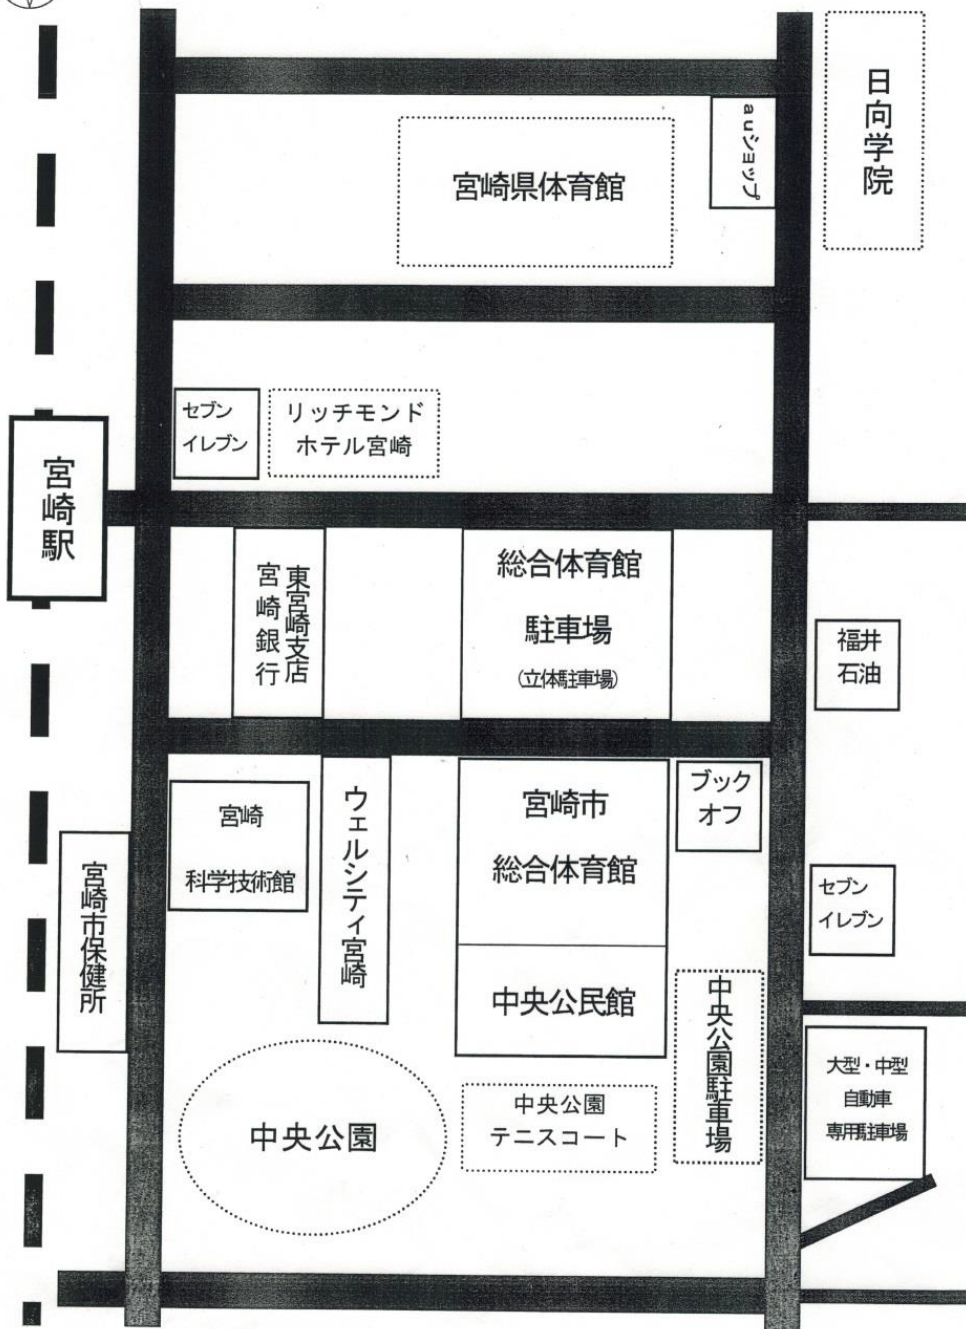 日向学院
auショップ
宮崎県体育館
セブン
イレブン
リッチモンド
ホテル宮崎
宮崎駅
東宮崎支店
宮崎銀行
総合体育館
駐車場
(立体駐車場)
福井
石油
ブック
オフ
宮崎市
総合体育館
ウェルシティ宮崎
宮崎
科学技術館
宮崎市保健所
セブン
イレブン
中央公民館
中央公園駐車場
大型・中型
自動車
専用駐車場
中央公園
テニスコート
中央公園